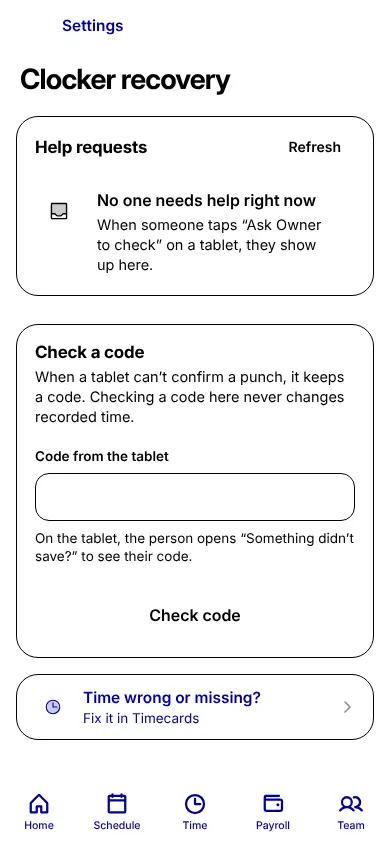 Settings
Clocker recovery
Help requests
Refresh
No one needs help right now
When someone taps “Ask Owner
to check” on a tablet, they show
up here.
Check a code
When a tablet can’t confirm a punch, it keeps
a code. Checking a code here never changes
recorded time.
Code from the tablet
On the tablet, the person opens “Something didn’t
save?” to see their code.
Check code
Time wrong or missing?
Fix it in Timecards
Home
Schedule
Time
Payroll
Team